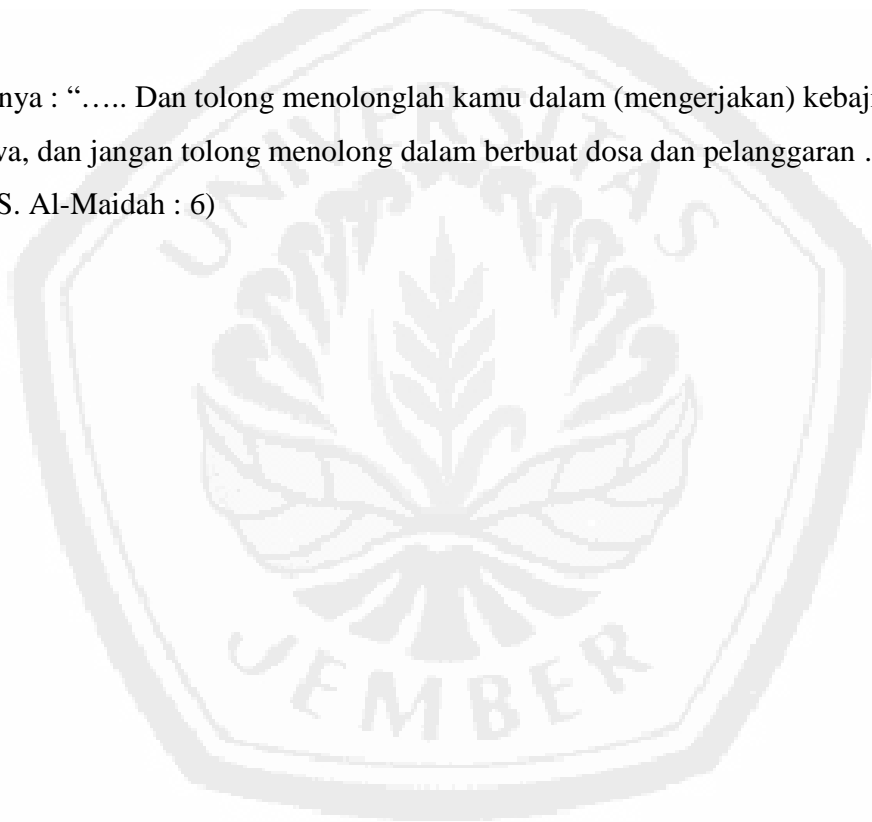 nya : “….. Dan tolong menolonglah kamu dalam (mengerjakan) kebaj
va, dan jangan tolong menolong dalam berbuat dosa dan pelanggaran .
S. Al-Maidah : 6)
UNIVERSITAS
JEMBER